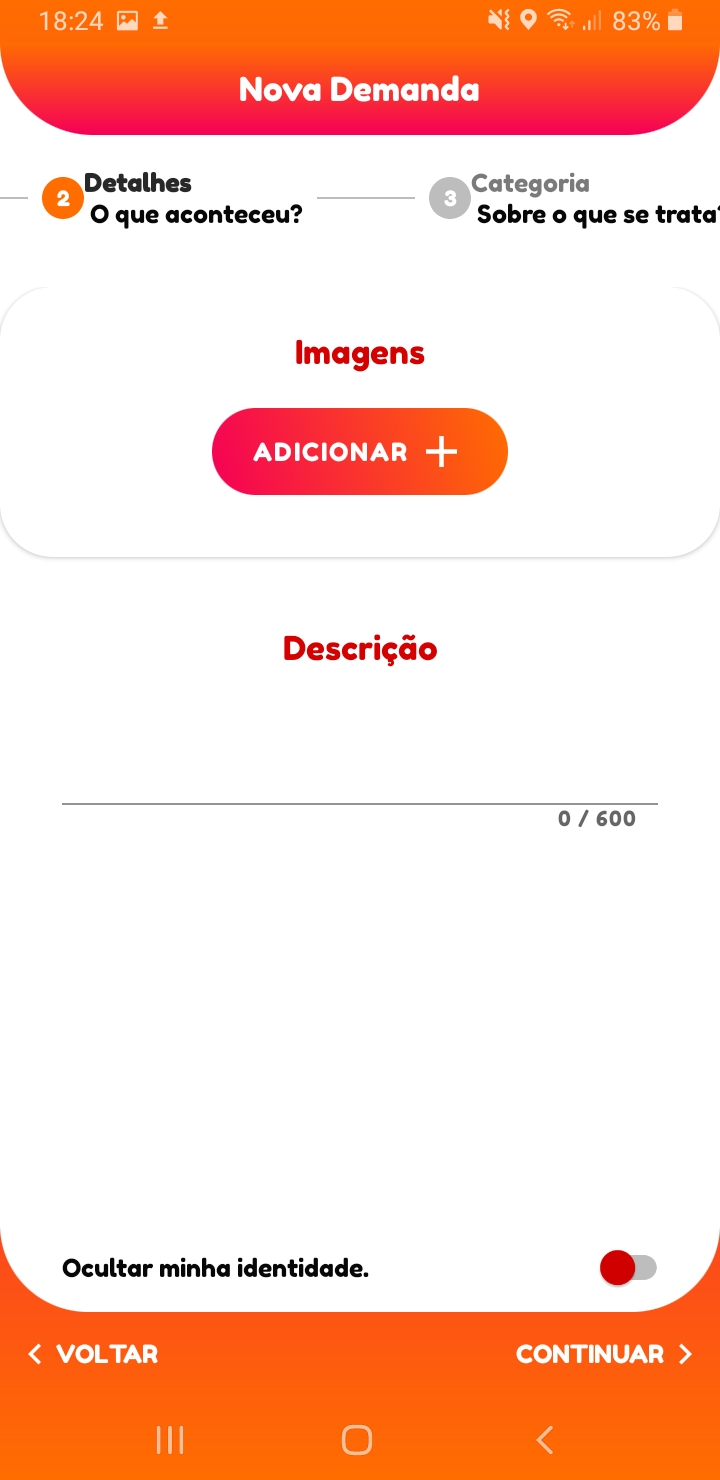 18:24 83%
Nova Demanda
2 Detalhes
O que aconteceu?
3 Categoria
Sobre o que se trata?
Imagens
ADICIONAR
Descrição
0 / 600
Ocultar minha identidade.
VOLTAR
CONTINUAR